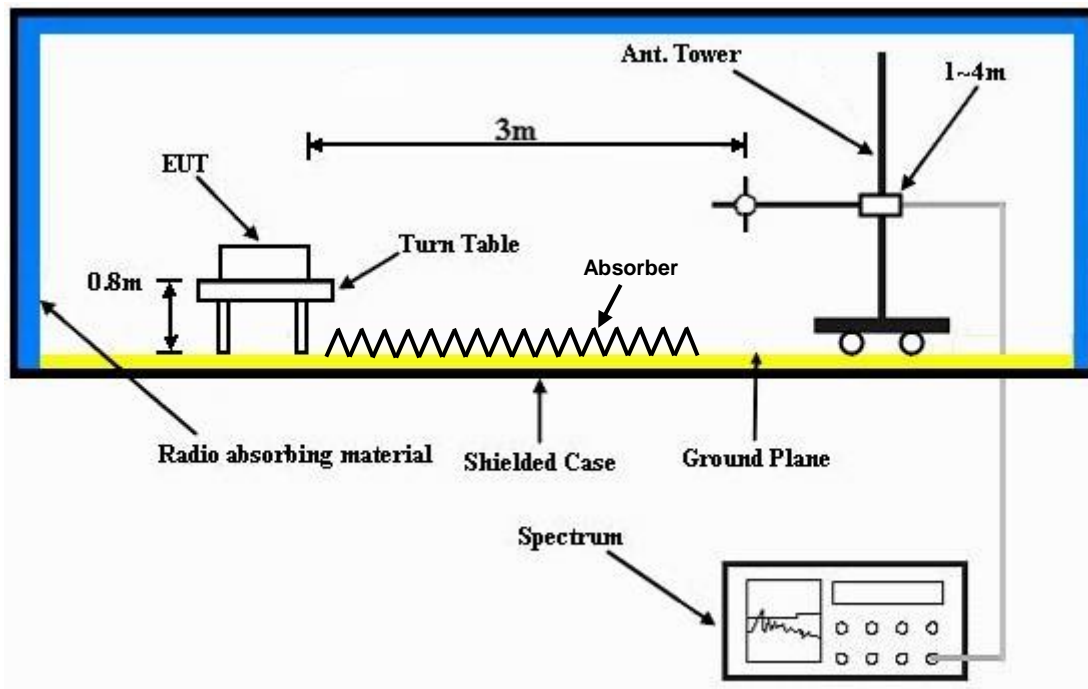 Ant. Tower
1~4m
3m
EUT
Turn Table
0.8m
Absorber
Radio absorbing material
Shielded Case
Ground Plane
Spectrum